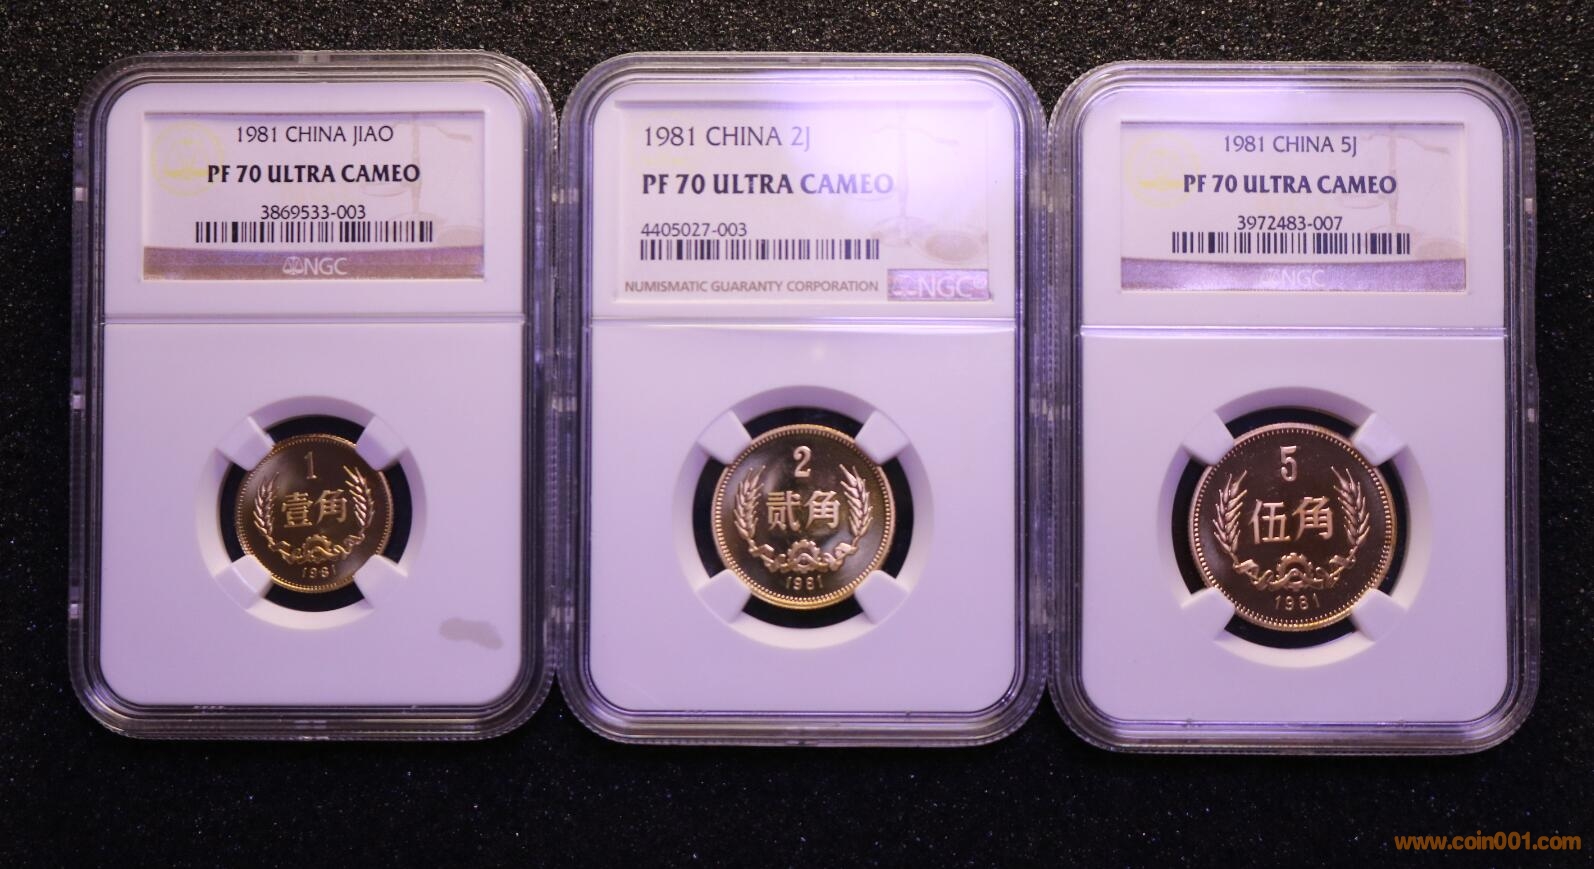 1981 CHINA JIAO
PF 70 ULTRA CAMEO
3869533-003
NGC
1
壹角
1981
1981 CHINA 2J
PF 70 ULTRA CAMEO
4405027-003
NUMISMATIC GUARANTY CORPORATION
NGC
2
贰角
1981
1981 CHINA 5J
PF 70 ULTRA CAMEO
3972483-007
NGC
5
伍角
1981
www.coin001.com